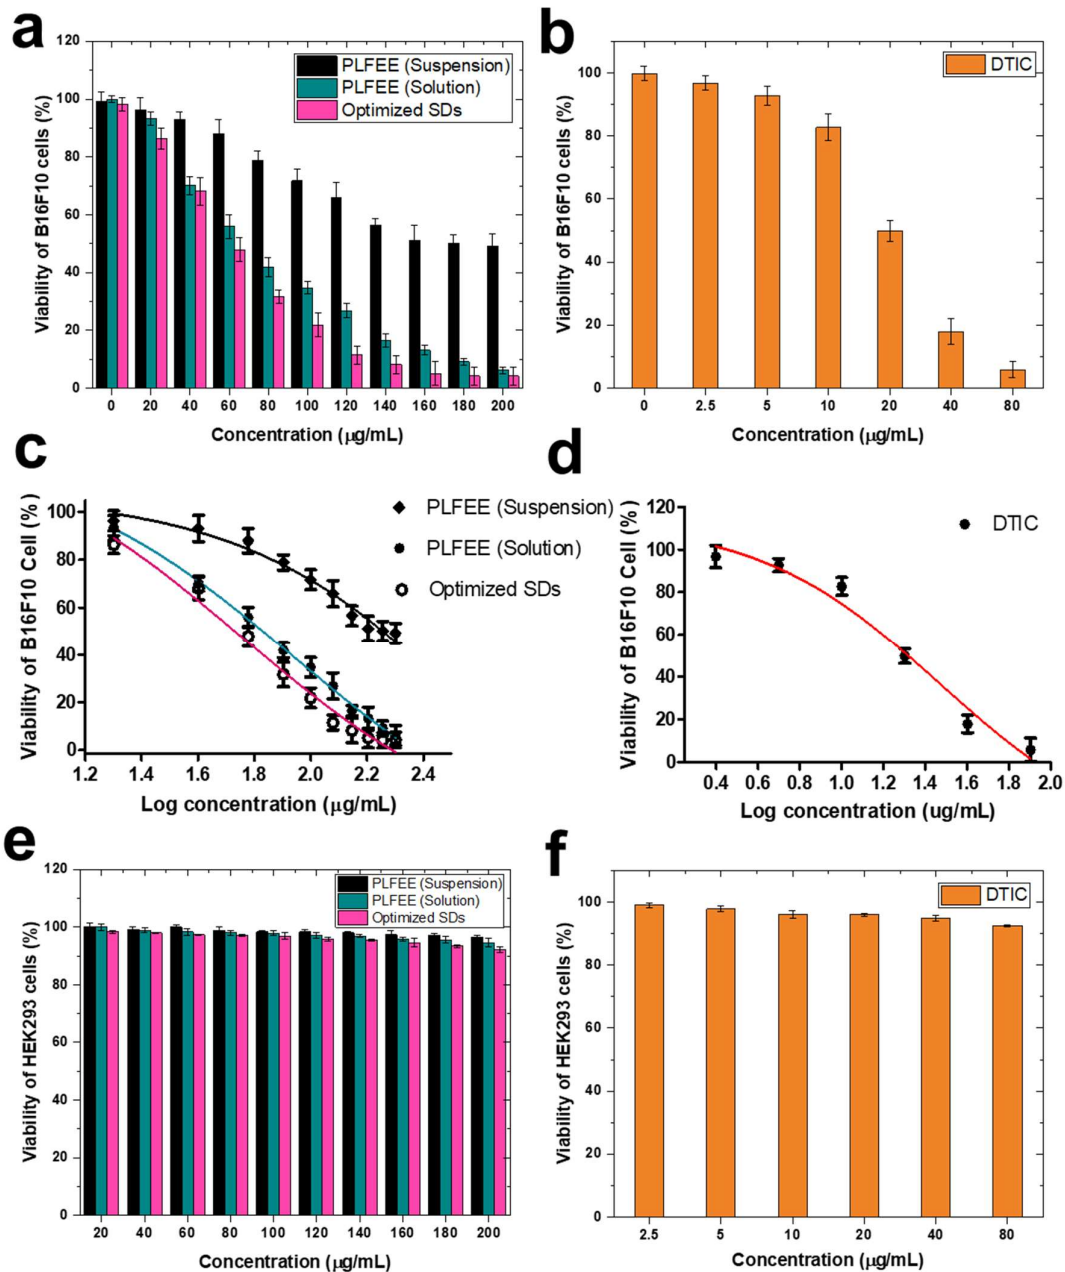 a
120
100
80
60
40
20
0
Viability of B16F10 cells (%)
PLFEE (Suspension)
PLFEE (Solution)
Optimized SDs
0 20 40 60 80 100 120 140 160 180 200
Concentration (μg/mL)
b
100
80
60
40
20
0
Viability of B16F10 cells (%)
DTIC
0 2.5 5 10 20 40 80
Concentration (μg/mL)
c
100
80
60
40
20
0
Viability of B16F10 Cell (%)
PLFEE (Suspension)
PLFEE (Solution)
Optimized SDs
1.2 1.6 2.0 2.4
Log concentration (μg/mL)
d
120
100
80
60
40
20
0
Viability of B16F10 Cell (%)
DTIC
0.4 0.6 0.8 1.0 1.2 1.4 1.6 1.8 2.0
Log concentration (ug/mL)
e
120
100
80
60
40
20
0
Viability of HEK293 cells (%)
PLFEE (Suspension)
PLFEE (Solution)
Optimized SDs
20 40 60 80 100 120 140 160 180 200
Concentration (μg/mL)
f
100
80
60
40
20
0
Viability of HEK293 cells (%)
DTIC
2.5 5 10 20 40 80
Concentration (μg/mL)